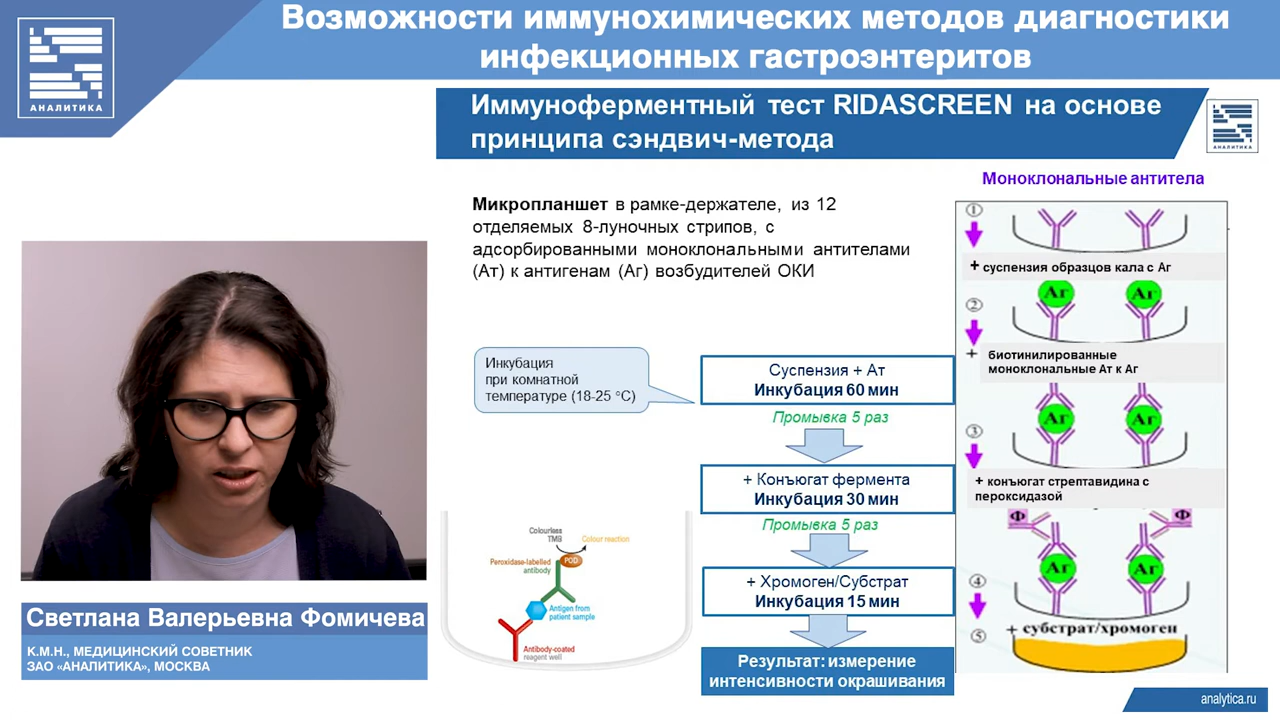 Возможности иммунохимических методов диагностики
инфекционных гастроэнтеритов
АНАЛИТИКА
Иммуноферментный тест RIDASCREEN на основе
принципа сэндвич-метода
АНАЛИТИКА
Микропланшет в рамке-держателе, из 12
отделяемых 8-луночных стрипов, с
адсорбированными моноклональными антителами
(Ат) к антигенам (Аг) возбудителей ОКИ
Инкубация
при комнатной
температуре (18-25 °С)
Суспензия + Ат
Инкубация 60 мин
Промывка 5 раз
+ Конъюгат фермента
Инкубация 30 мин
Промывка 5 раз
+ Хромоген/Субстрат
Инкубация 15 мин
Результат: измерение
интенсивности окрашивания
Colourless
TMB
Colour reaction
POD
Peroxidase-labelled
antibody
Antigen from
patient sample
Antibody-coated
reagent well
Моноклональные антитела
①
+ суспензия образцов кала с Аг
Аг Аг
②
+ биотинилированные
моноклональные Ат к Аг
Аг Аг
③
+ конъюгат стрептавидина с
пероксидазой
Ф Ф
Аг Аг
④
⑤ + субстрат/хромоген
Светлана Валерьевна Фомичева
К.М.Н., МЕДИЦИНСКИЙ СОВЕТНИК
ЗАО «АНАЛИТИКА», МОСКВА
analytica.ru